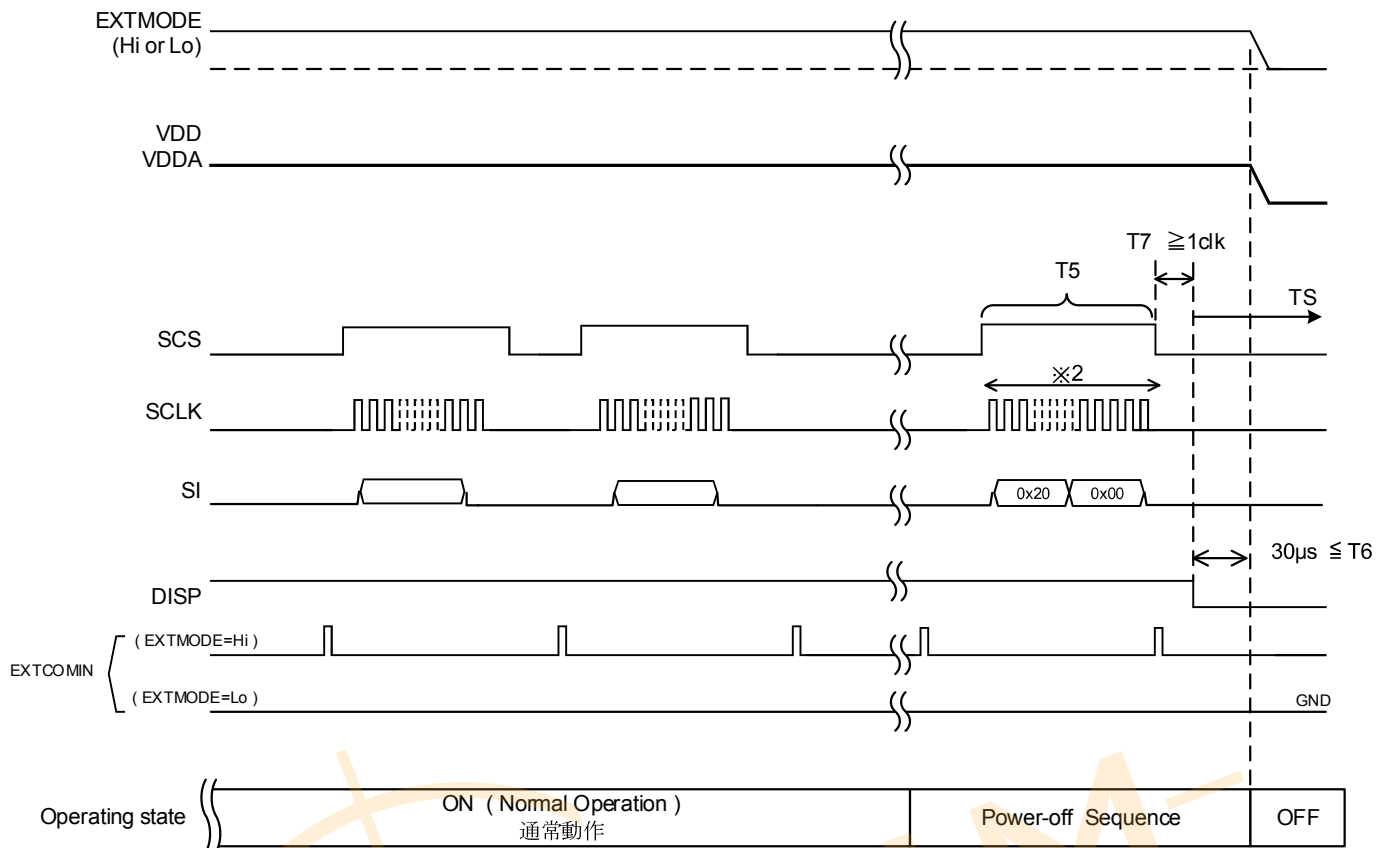 EXTMODE
(Hi or Lo)
VDD
VDDA
T7 ≧1clk
T5
TS
SCS
※2
SCLK
SI
0x20
0x00
30µs ≦ T6
DISP
( EXTMODE=Hi )
EXTCOMIN
( EXTMODE=Lo )
GND
Operating state
ON ( Normal Operation )
通常動作
Power-off Sequence
OFF